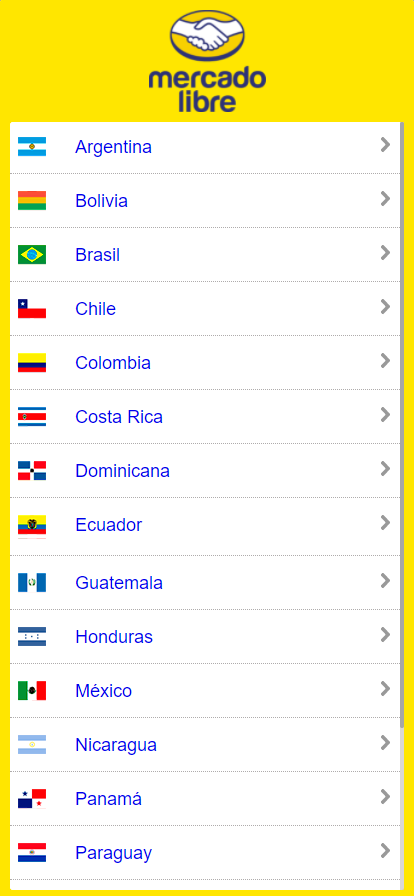 mercado
libre
Argentina
Bolivia
Brasil
Chile
Colombia
Costa Rica
Dominicana
Ecuador
Guatemala
Honduras
México
Nicaragua
Panamá
Paraguay